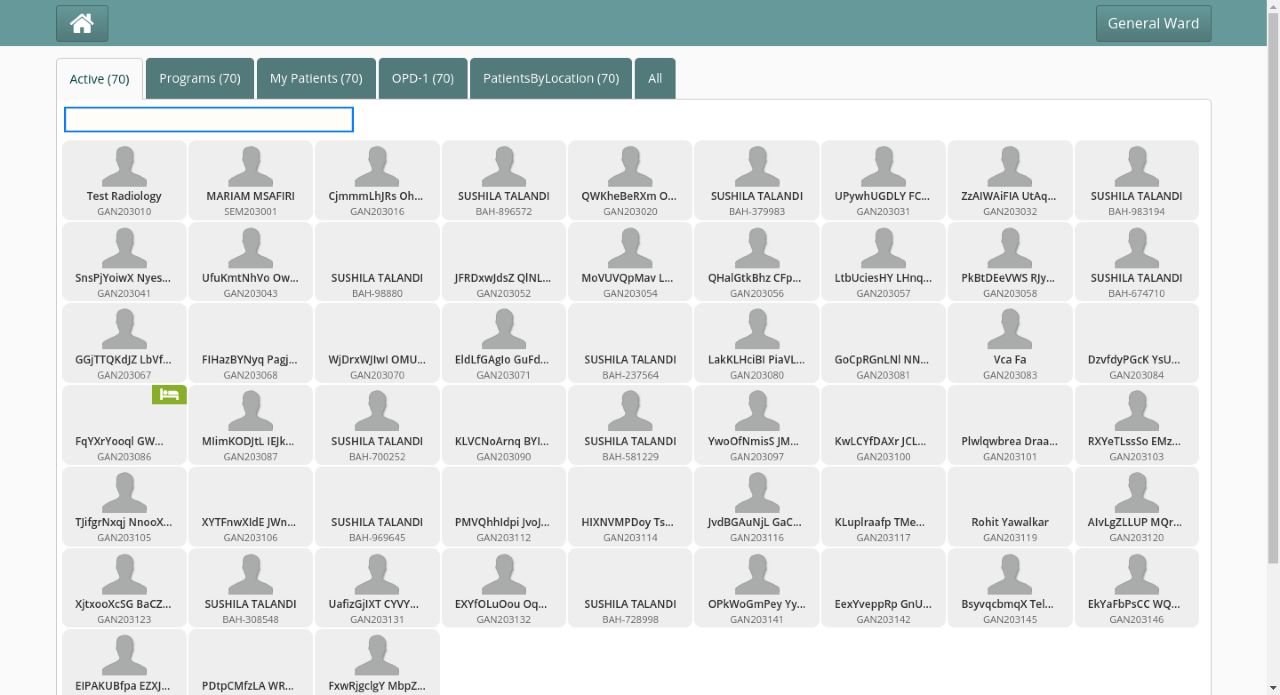 General Ward
Active (70)
Programs (70)
My Patients (70)
OPD-1 (70)
PatientsByLocation (70)
All
Test Radiology
GAN203010
MARIAM MSAFIRI
SEM203001
CjmmmLhJRs Oh...
GAN203016
SUSHILA TALANDI
BAH-896572
QWKheBeRXm O...
GAN203020
SUSHILA TALANDI
BAH-379983
UPywhUGDLY FC...
GAN203031
ZzAIWAiFIA UtAq...
GAN203032
SUSHILA TALANDI
BAH-983194
SnsPjYoiwX Nyes...
GAN203041
UfuKmtNhVo Ow...
GAN203043
SUSHILA TALANDI
BAH-98880
JFRDxwJdsZ QlNL...
GAN203052
MoVUVQpMav L...
GAN203054
QHalGtkBhz CFp...
GAN203056
LtbUciesHY LHnq...
GAN203057
PkBtDEeVWS RJy...
GAN203058
SUSHILA TALANDI
BAH-674710
GGjTTQKdJZ LbVf...
GAN203067
FIHazBYNyq Pagj...
GAN203068
WjDrxWJIwI OMU...
GAN203070
EldLfGAgIo GuFd...
GAN203071
SUSHILA TALANDI
BAH-237564
LakKLHciBI PiaVL...
GAN203080
GoCpRGnLNl NN...
GAN203081
Vca Fa
GAN203083
DzvfdyPGcK YsU...
GAN203084
FqYXrYooql GW...
GAN203086
MIimKODJtL IEJk...
GAN203087
SUSHILA TALANDI
BAH-700252
KLVCNoArnq BYI...
GAN203090
SUSHILA TALANDI
BAH-581229
YwoOfNmisS JM...
GAN203097
KwLCYfDAXr JCL...
GAN203100
Plwlqwbrea Draa...
GAN203101
RXYeTLssSo EMz...
GAN203103
TJifgrNxqj NnooX...
GAN203105
XYTFnwXIdE JWn...
GAN203106
SUSHILA TALANDI
BAH-969645
PMVQhhIdpi JvoJ...
GAN203112
HIXNVMPDoy Ts...
GAN203114
JvdBGAuNjL GaC...
GAN203116
KLuplraafp TMe...
GAN203117
Rohit Yawalkar
GAN203119
AIvLgZLLUP MQr...
GAN203120
XjtxooXcSG BaCZ...
GAN203123
SUSHILA TALANDI
BAH-308548
UafizGjIXT CYVY...
GAN203131
EXYfOLuOou Oq...
GAN203132
SUSHILA TALANDI
BAH-728998
OPkWoGmPey Yy...
GAN203141
EexYveppRp GnU...
GAN203142
BsyvqcbmqX Tel...
GAN203145
EkYaFbPsCC WQ...
GAN203146
EIPAKUBfpa EZXJ...
PDtpCMfzLA WR...
FxwRjgclgY MbpZ...